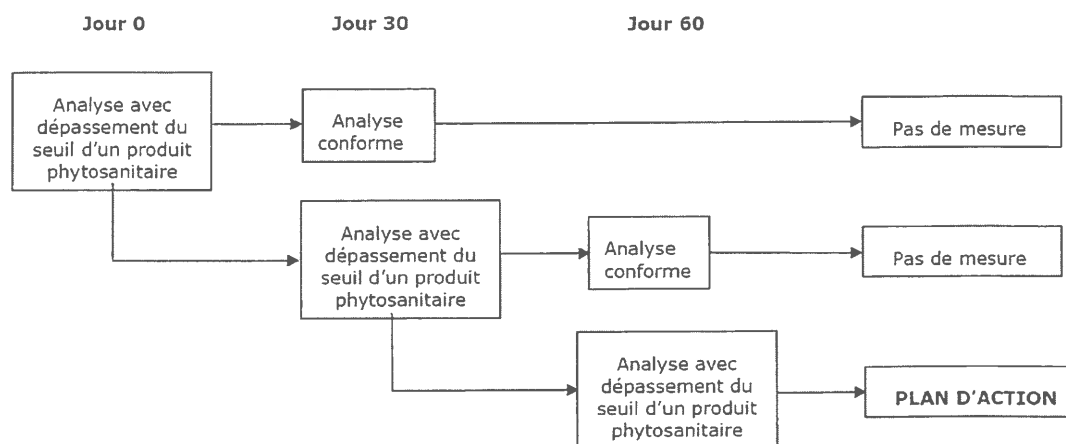 Jour 0
Jour 30
Jour 60
Analyse avec
dépassement du
seuil d'un produit
phytosanitaire
Analyse
conforme
Pas de mesure
Analyse avec
dépassement du
seuil d'un produit
phytosanitaire
Analyse
conforme
Pas de mesure
Analyse avec
dépassement du
seuil d'un produit
phytosanitaire
PLAN D'ACTION